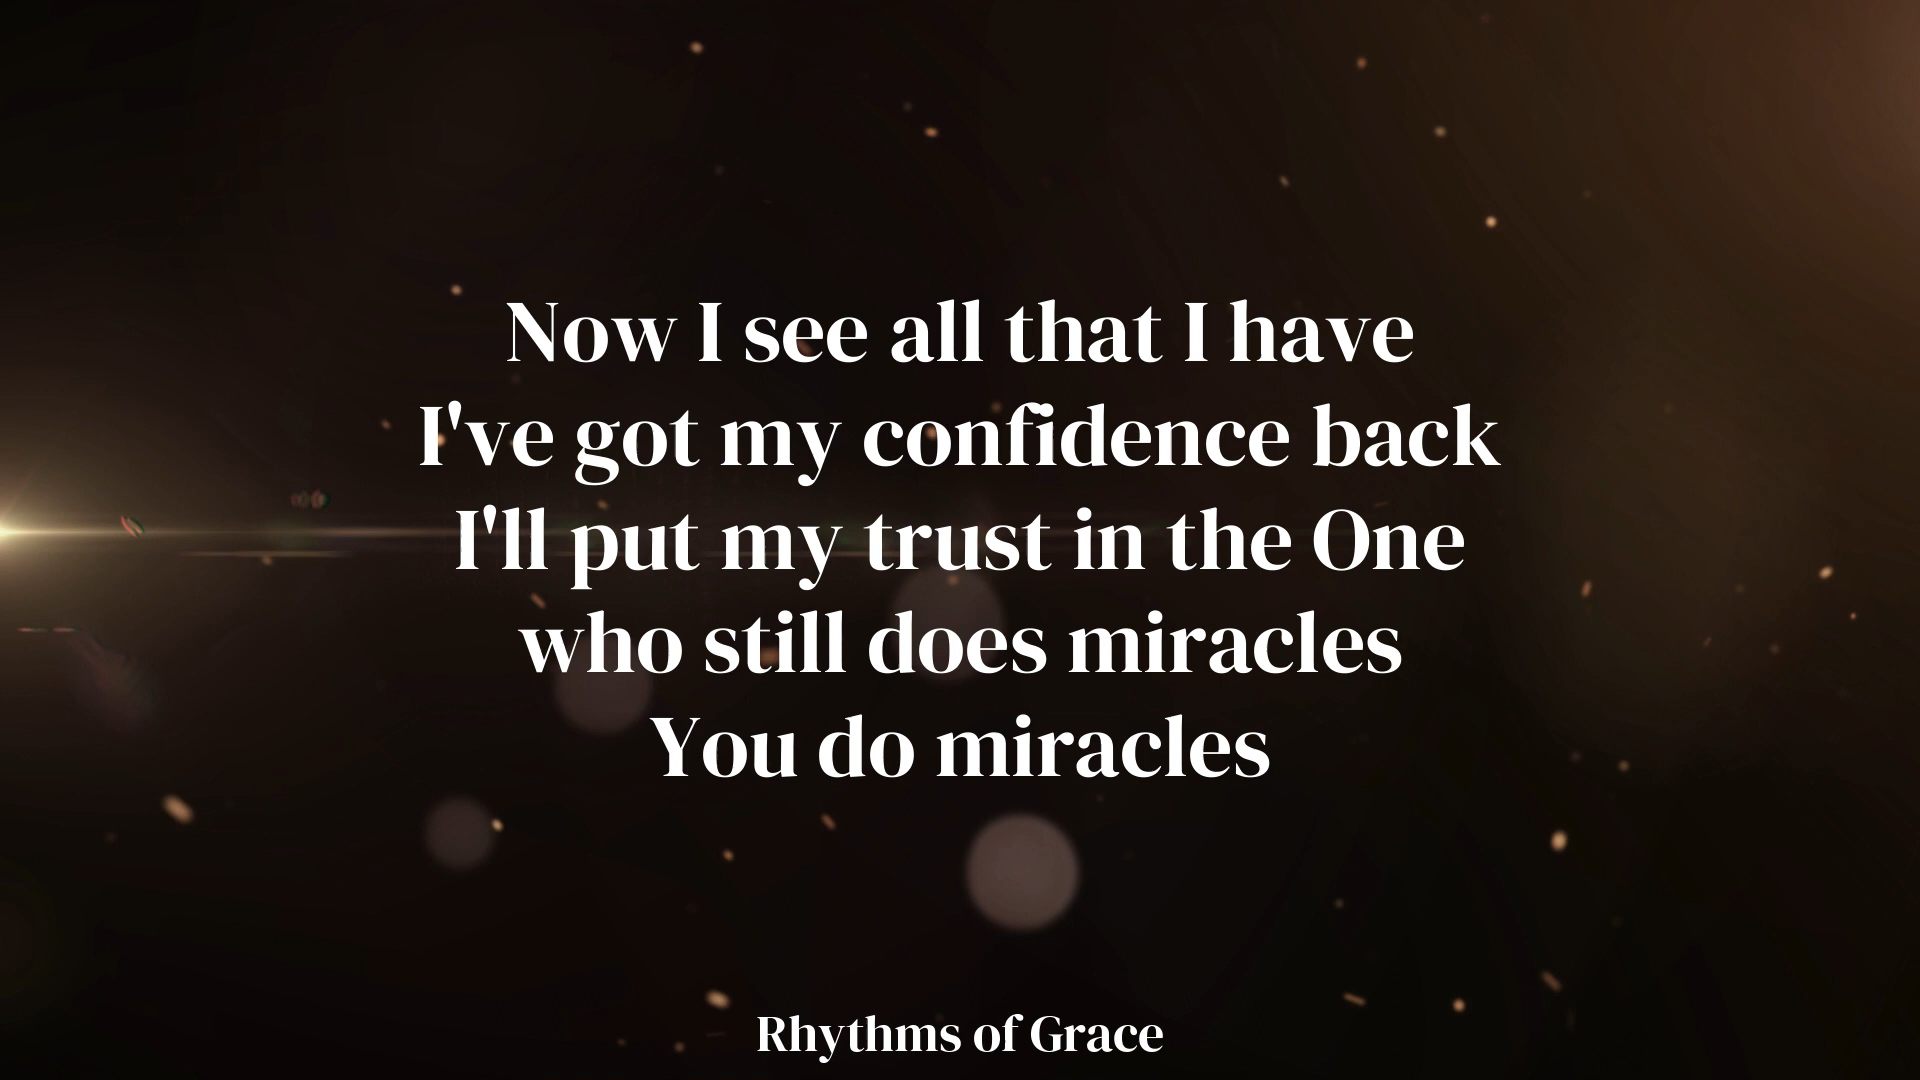 Now I see all that I have
I've got my confidence back
I'll put my trust in the One
who still does miracles
You do miracles
Rhythms of Grace